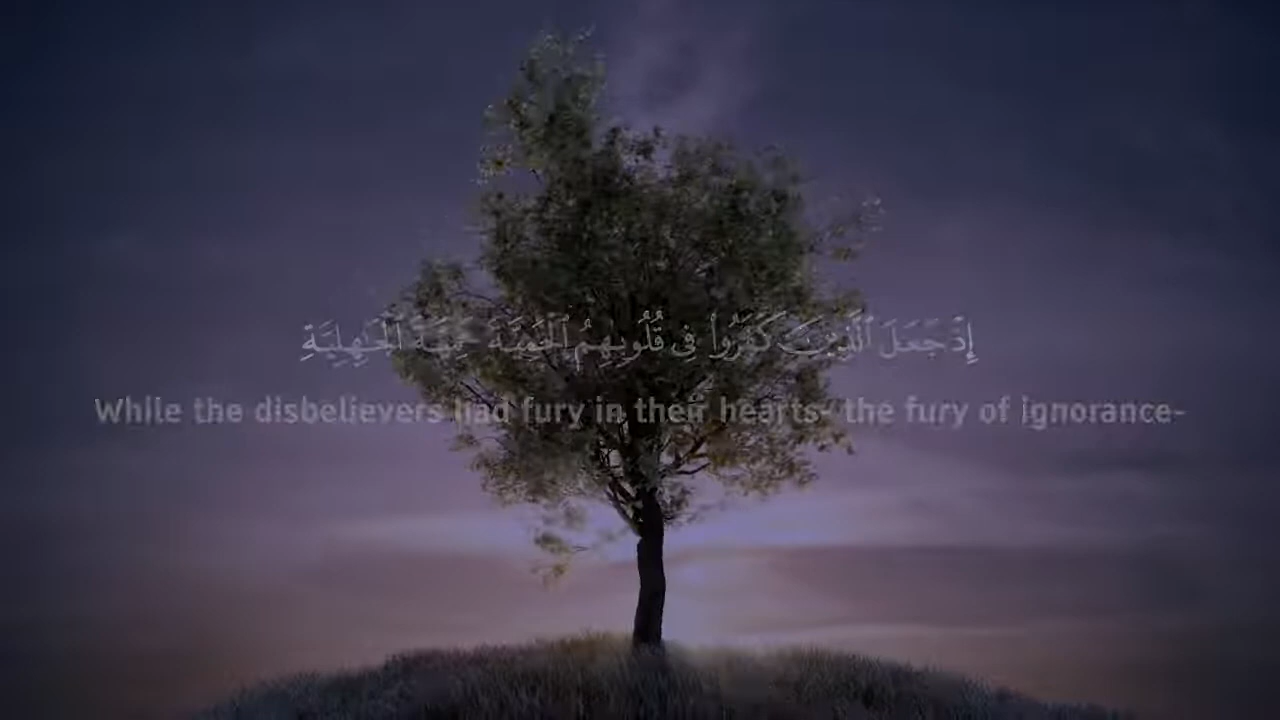 إِذْ جَعَلَ ٱلَّذِينَ كَفَرُوا۟ فِى قُلُوبِهِمُ ٱلْحَمِيَّةَ حَمِيَّةَ ٱلْجَـٰهِلِيَّةِ
While the disbelievers had fury in their hearts- the fury of ignorance-